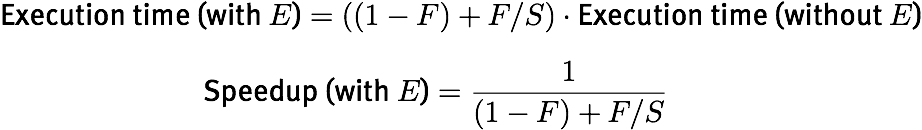 Execution time (with E) = ((1 − F) + F/S) · Execution time (without E)
Speedup (with E) = 1 / ((1 − F) + F/S)